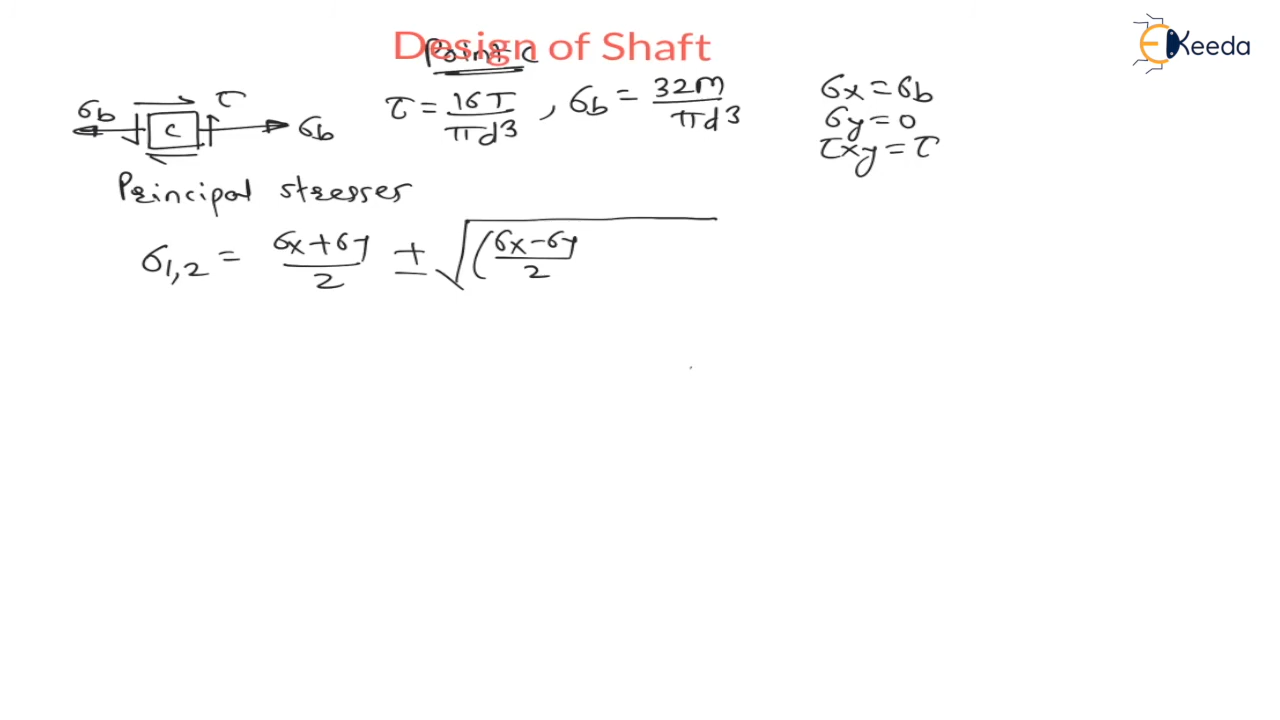 Design of Shaft
Keeda
Point C
τ = 16T/πd³ , σb = 32M/πd³
σx = σb
σy = 0
τxy = τ
σb τ
C σb
Principal stresses
σ1,2 = σx+σy/2 ± √(σx-σy/2